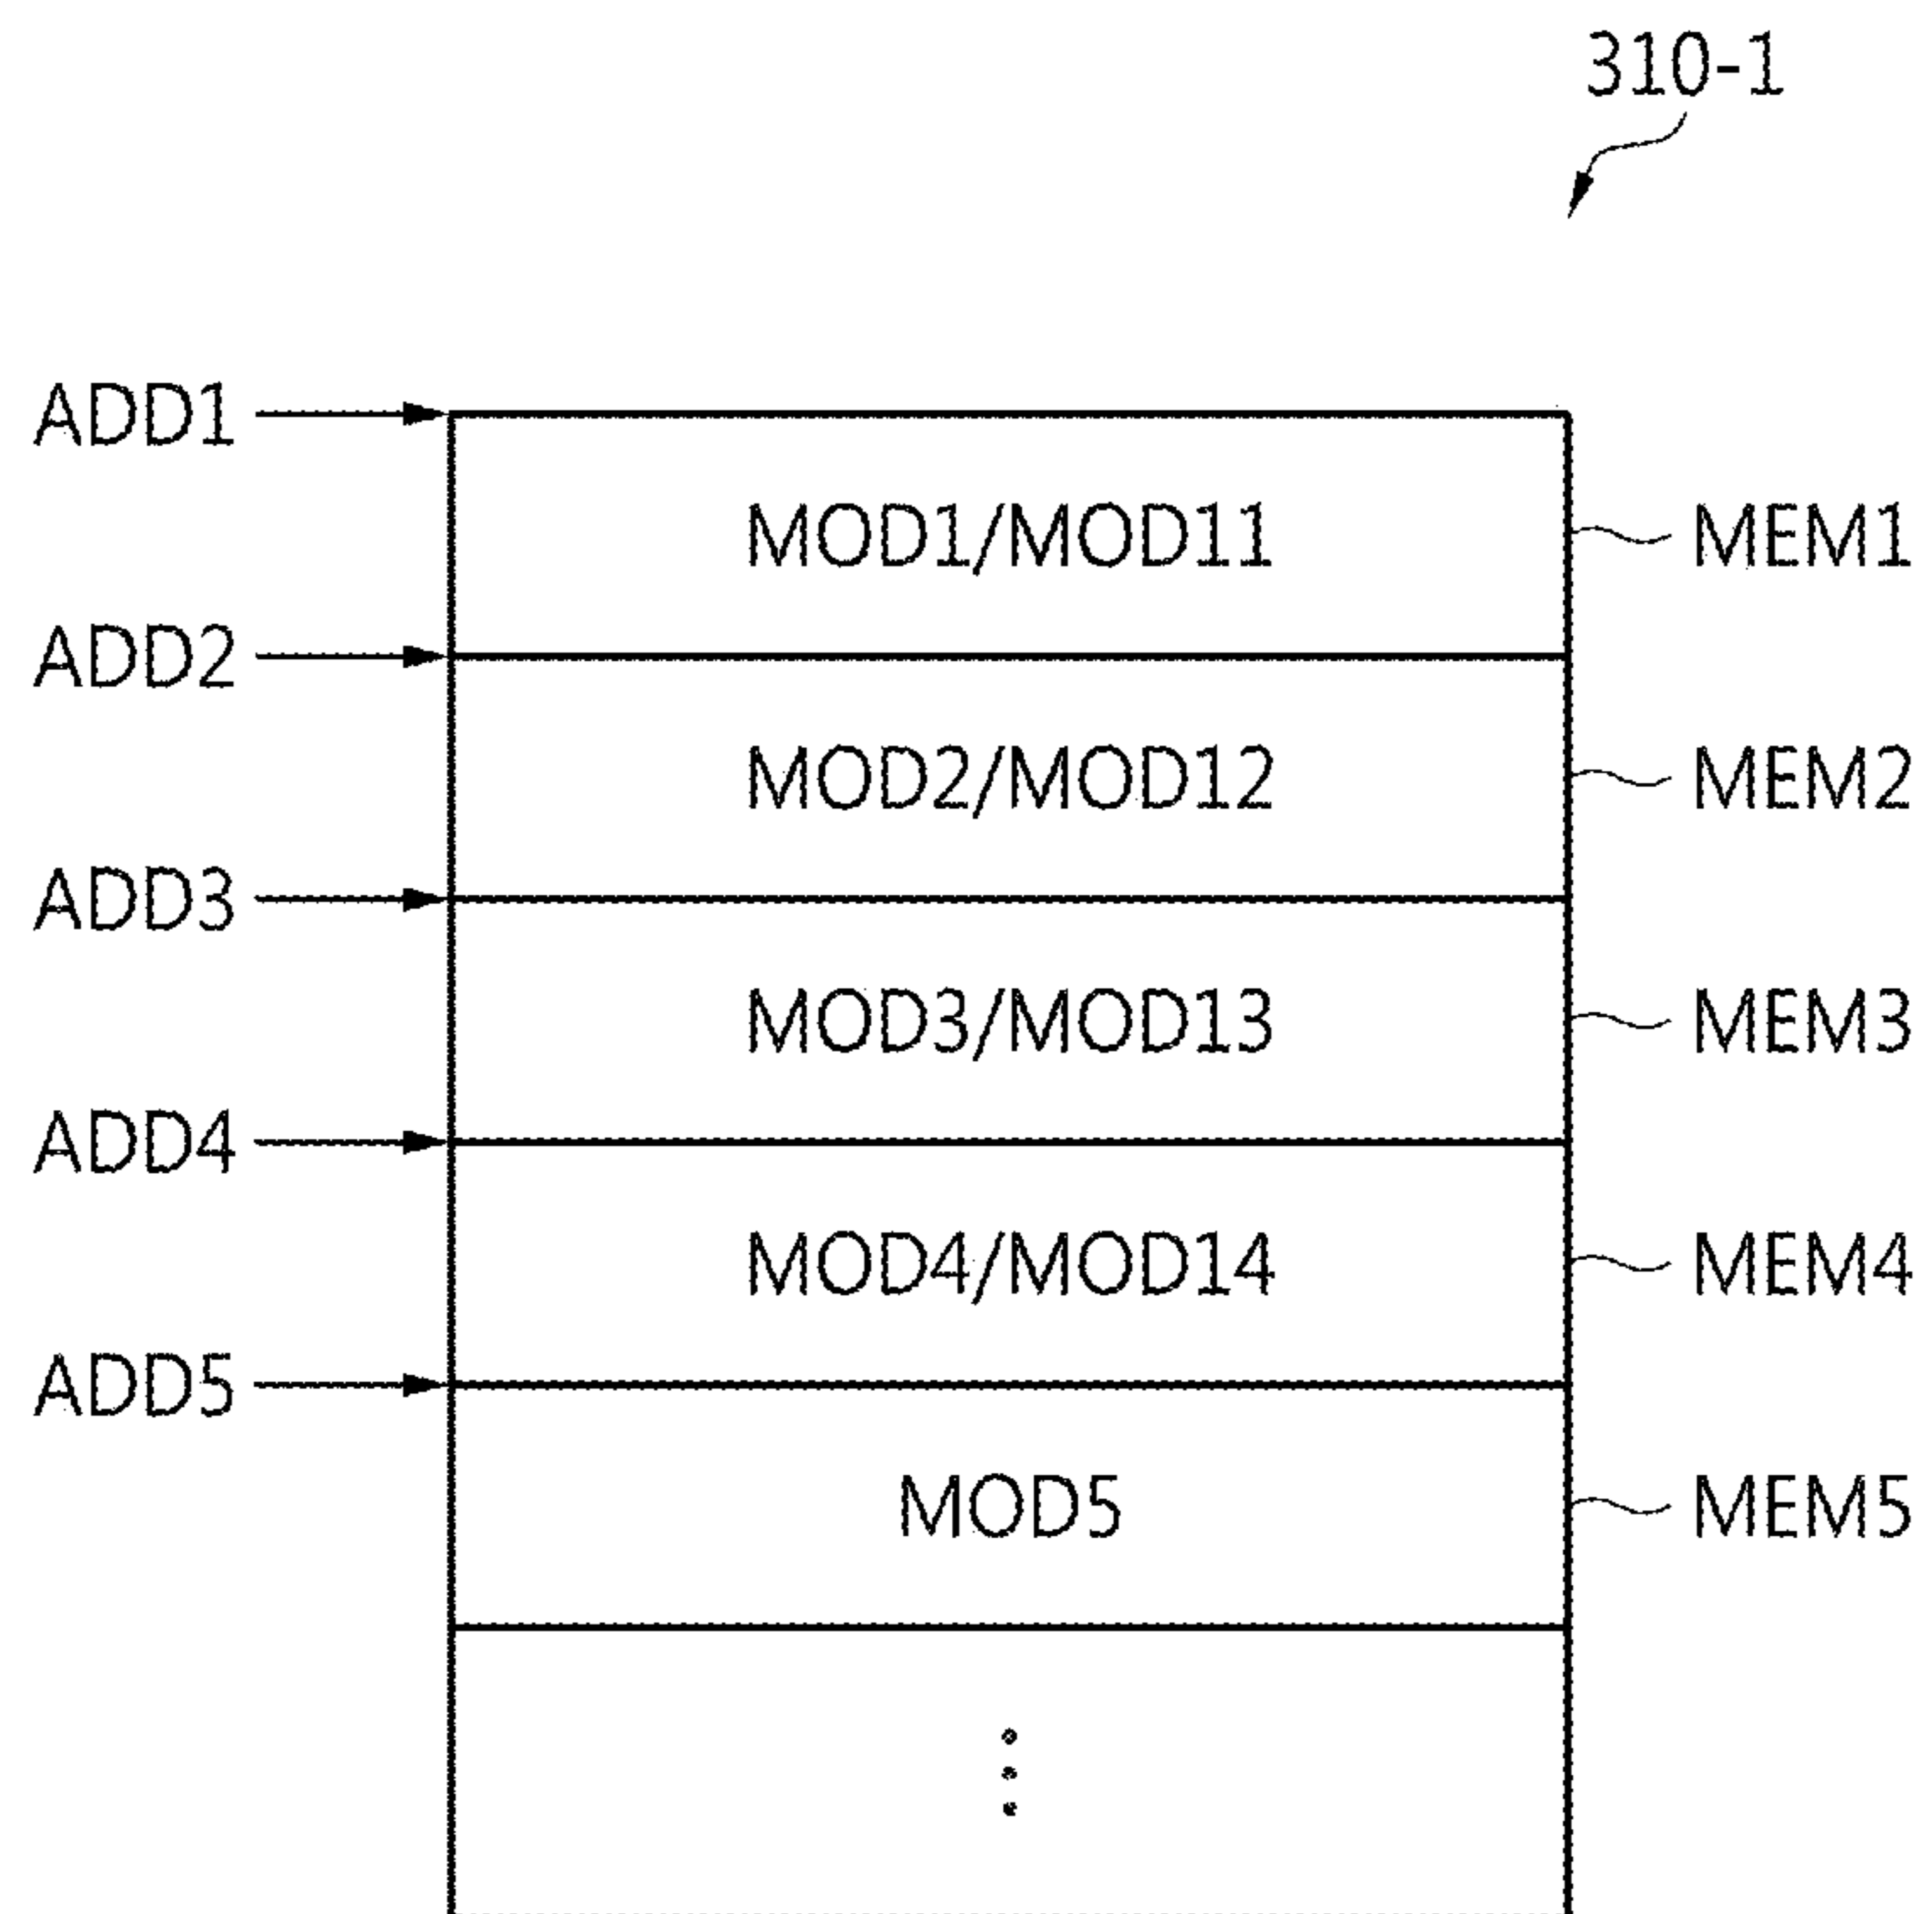 310-1
ADD1
MOD1/MOD11 MEM1
ADD2
MOD2/MOD12 MEM2
ADD3
MOD3/MOD13 MEM3
ADD4
MOD4/MOD14 MEM4
ADD5
MOD5 MEM5